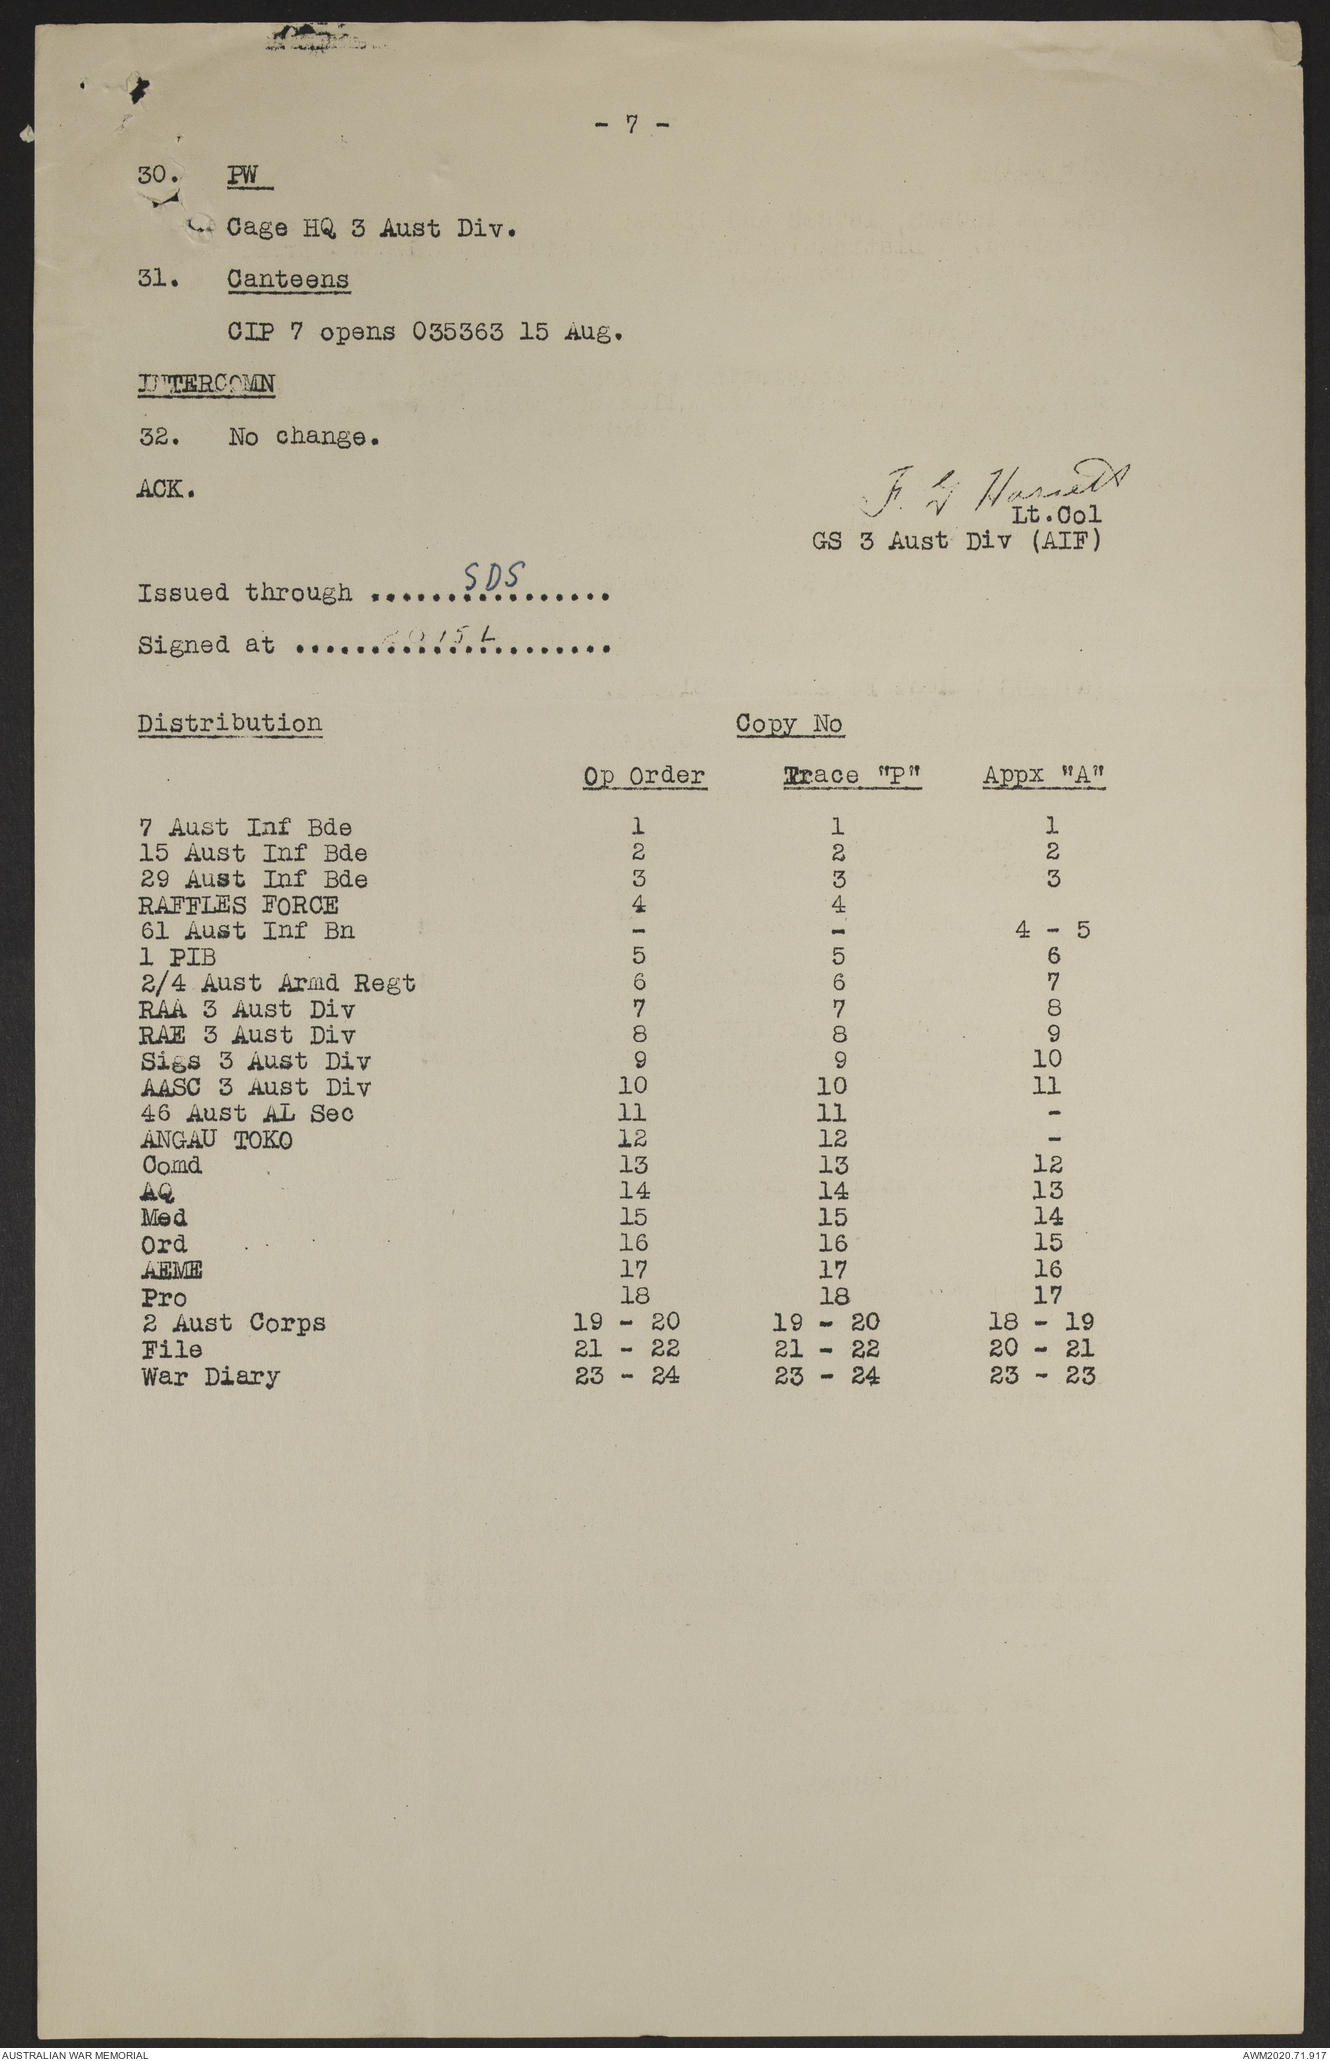 - 7 -
30. PW
Cage HQ 3 Aust Div.
31. Canteens
CIP 7 opens 035363 15 Aug.
INTERCOMN
32. No change.
ACK.
F. G
Lt.Col
GS 3 Aust Div (AIF)
Issued through ...SDS...
Signed at ......
Distribution Copy No
Op Order Trace "P" Appx "A"
7 Aust Inf Bde 1 1 1
15 Aust Inf Bde 2 2 2
29 Aust Inf Bde 3 3 3
RAFFLES FORCE 4 4
61 Aust Inf Bn - - 4 - 5
1 PIB 5 5 6
2/4 Aust Armd Regt 6 6 7
RAA 3 Aust Div 7 7 8
RAE 3 Aust Div 8 8 9
Sigs 3 Aust Div 9 9 10
AASC 3 Aust Div 10 10 11
46 Aust AL Sec 11 11 -
ANGAU TOKO 12 12 -
Comd 13 13 12
AQ 14 14 13
Med 15 15 14
Ord 16 16 15
AEME 17 17 16
Pro 18 18 17
2 Aust Corps 19 - 20 19 - 20 18 - 19
File 21 - 22 21 - 22 20 - 21
War Diary 23 - 24 23 - 24 23 - 23
AUSTRALIAN WAR MEMORIAL AWM2020.71.917